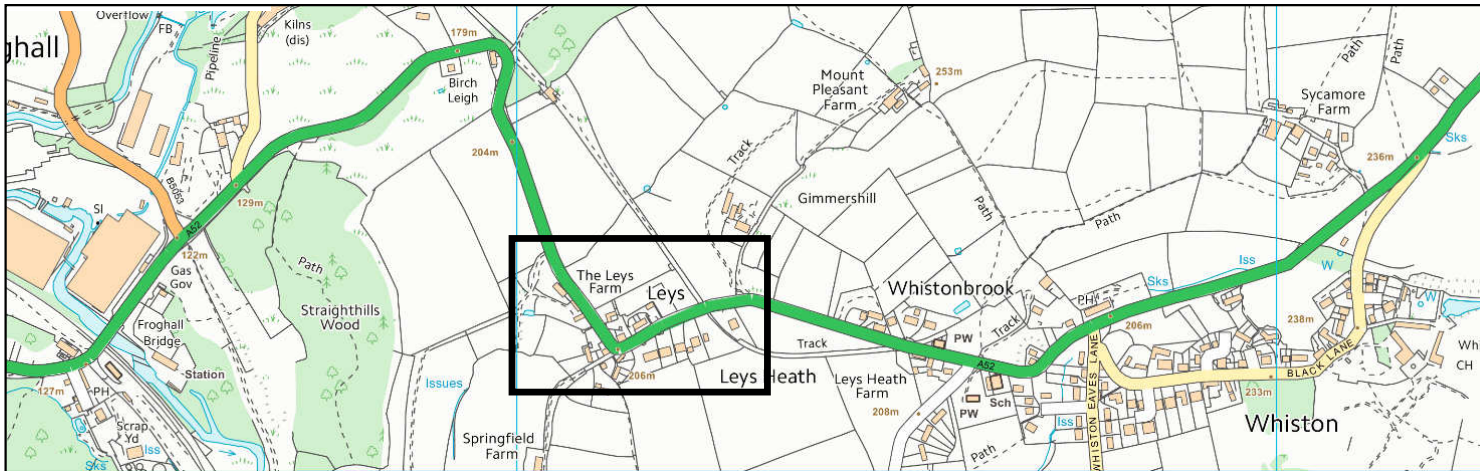 Overflow
FB
ghall
Pipeline
Kilns
(dis)
179m
Birch
Leigh
204m
253m
Mount
Pleasant
Farm
Path
Path
Sycamore
Farm
Sks
236m
Track
Gimmershill
Path
Path
B5053
SI
129m
A52
122m
Gas
Gov
Path
Straighthills
Wood
Froghall
Bridge
Station
127m
PH
Scrap
Yd
Iss
Sks
The Leys
Farm
Leys
206m
Issues
Springfield
Farm
Leys Heath
Track
Whistonbrook
Track
PW
PH
Sks
Iss
W
W
206m
A52
Leys Heath
Farm
208m
PW
Sch
Path
Iss
WHISTON EAVES LANE
238m
BLACK LANE
233m
Whiston
Wh
CH